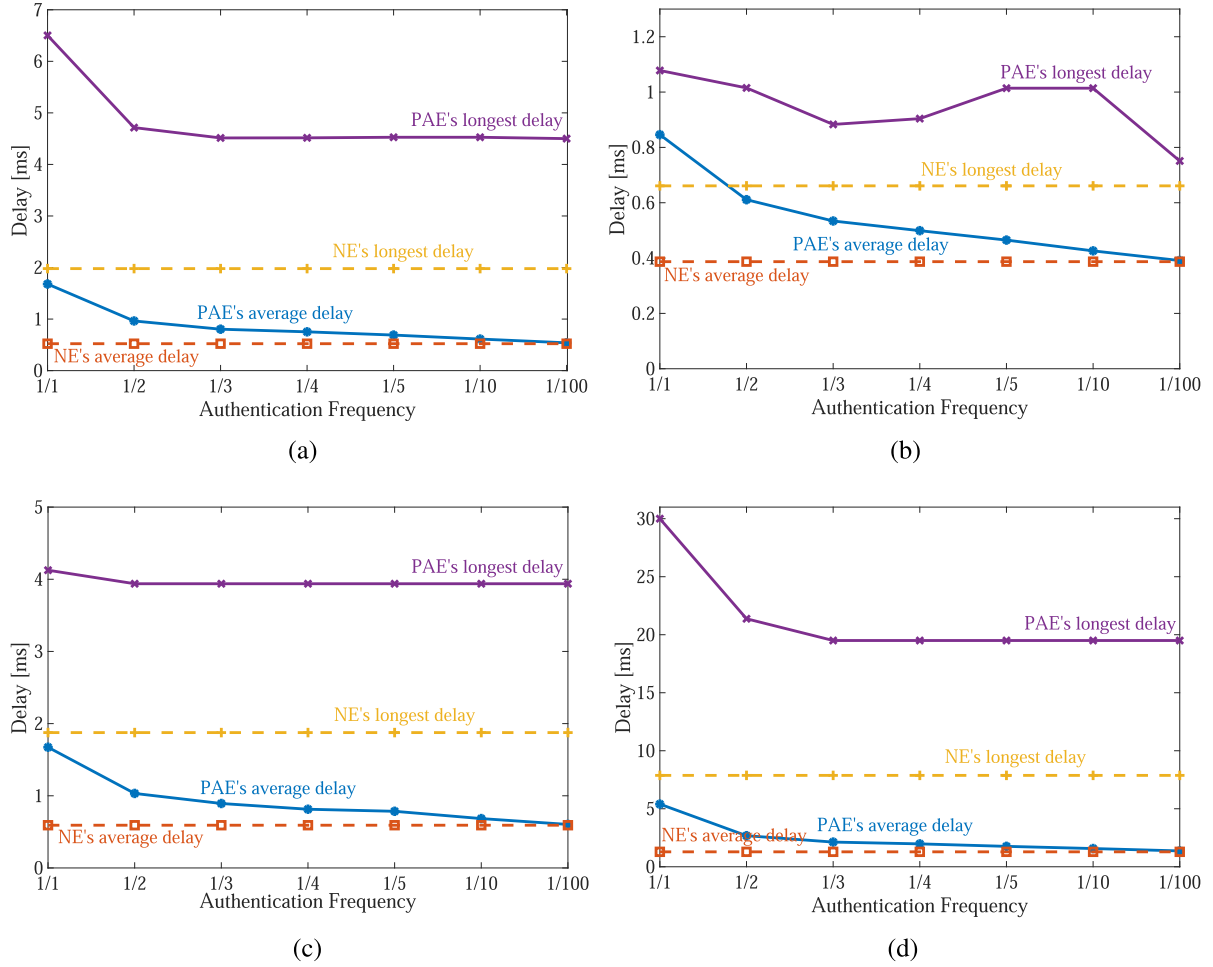 7
6
5
4
3
2
1
0
Delay [ms]
PAE's longest delay
NE's longest delay
PAE's average delay
NE's average delay
1/1 1/2 1/3 1/4 1/5 1/10 1/100
Authentication Frequency
(a)
1.2
1
0.8
0.6
0.4
0.2
0
Delay [ms]
PAE's longest delay
NE's longest delay
PAE's average delay
NE's average delay
1/1 1/2 1/3 1/4 1/5 1/10 1/100
Authentication Frequency
(b)
5
4
3
2
1
0
Delay [ms]
PAE's longest delay
NE's longest delay
PAE's average delay
NE's average delay
1/1 1/2 1/3 1/4 1/5 1/10 1/100
Authentication Frequency
(c)
30
25
20
15
10
5
0
Delay [ms]
PAE's longest delay
NE's longest delay
PAE's average delay
NE's average delay
1/1 1/2 1/3 1/4 1/5 1/10 1/100
Authentication Frequency
(d)